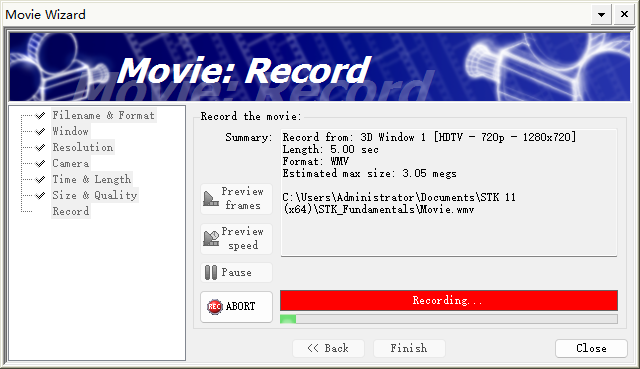 Movie Wizard
Movie: Record
Movie: Record
Filename & Format
Window
Resolution
Camera
Time & Length
Size & Quality
Record
Record the movie:
Summary:
Record from: 3D Window 1 [HDTV - 720p - 1280x720]
Length: 5.00 sec
Format: WMV
Estimated max size: 3.05 megs
C:\Users\Administrator\Documents\STK 11
(x64)\STK_Fundamentals\Movie.wmv
Preview
frames
Preview
speed
Pause
REC
ABORT
Recording...
<< Back
Finish
Close